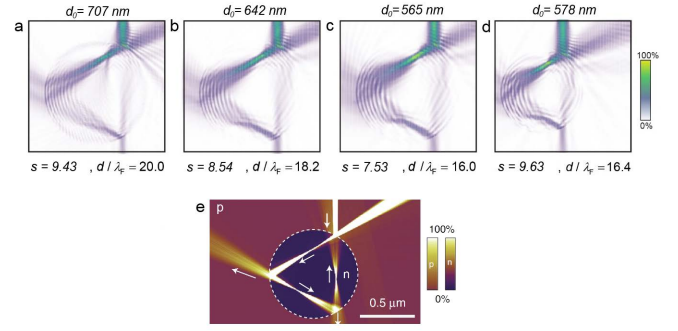 d₀= 707 nm
d₀= 642 nm
d₀= 565 nm
d₀= 578 nm
a
b
c
d
100%
0%
s = 9.43 , d / λF = 20.0
s = 8.54 , d / λF = 18.2
s = 7.53 , d / λF = 16.0
s = 9.63 , d / λF = 16.4
e
p
n
0.5 μm
100%
p
n
0%